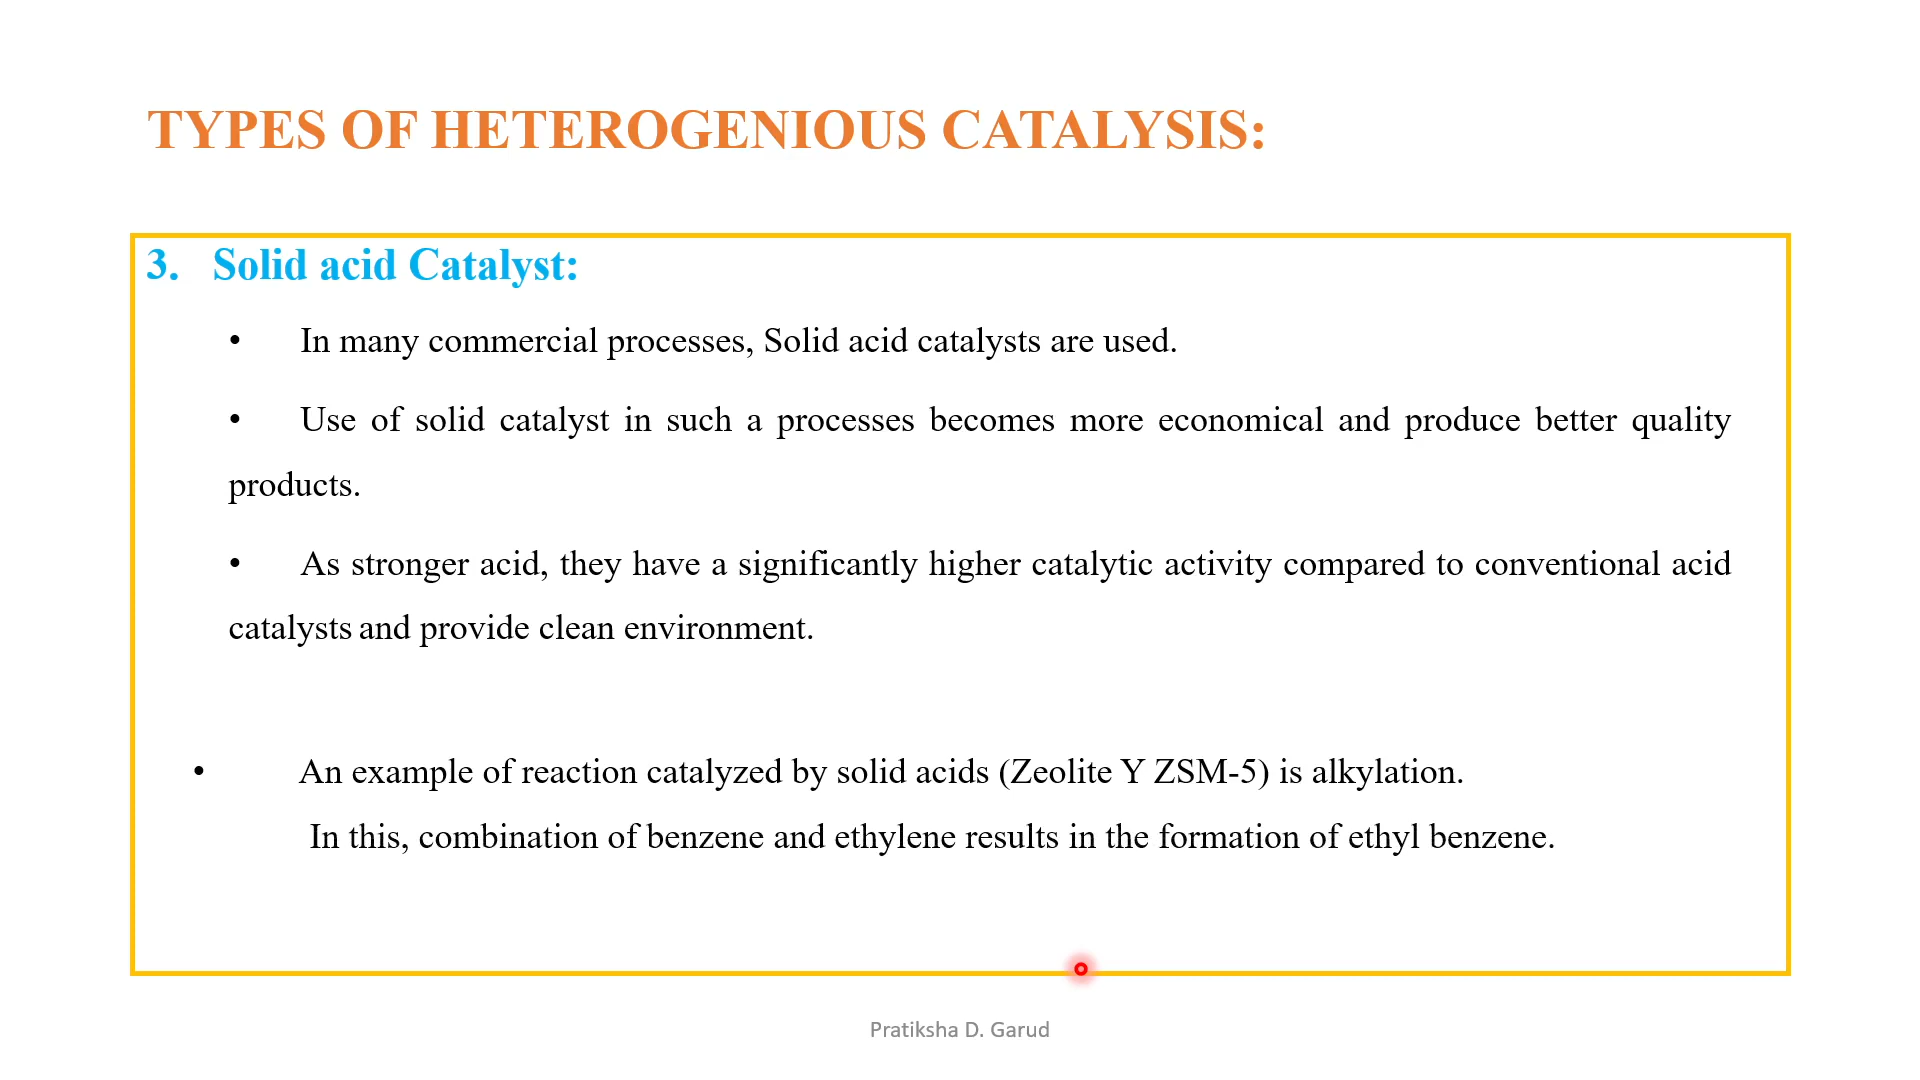 TYPES OF HETEROGENIOUS CATALYSIS:
3. Solid acid Catalyst:
• In many commercial processes, Solid acid catalysts are used.
• Use of solid catalyst in such a processes becomes more economical and produce better quality
products.
• As stronger acid, they have a significantly higher catalytic activity compared to conventional acid
catalysts and provide clean environment.
• An example of reaction catalyzed by solid acids (Zeolite Y ZSM-5) is alkylation.
In this, combination of benzene and ethylene results in the formation of ethyl benzene.
Pratiksha D. Garud